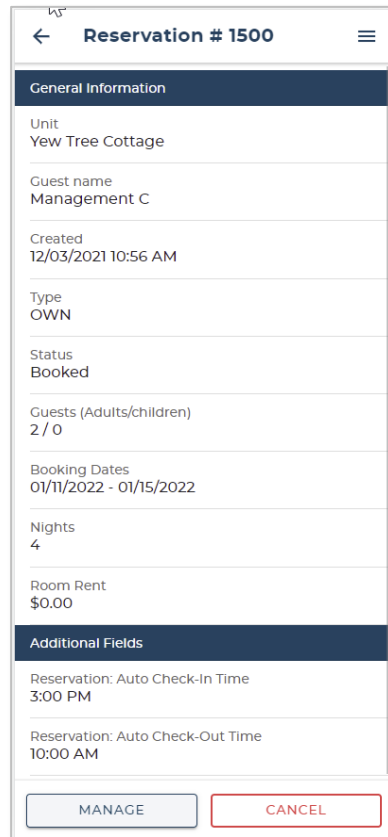 Reservation # 1500
General Information
Unit
Yew Tree Cottage
Guest name
Management C
Created
12/03/2021 10:56 AM
Type
OWN
Status
Booked
Guests (Adults/children)
2 / 0
Booking Dates
01/11/2022 - 01/15/2022
Nights
4
Room Rent
$0.00
Additional Fields
Reservation: Auto Check-In Time
3:00 PM
Reservation: Auto Check-Out Time
10:00 AM
MANAGE CANCEL